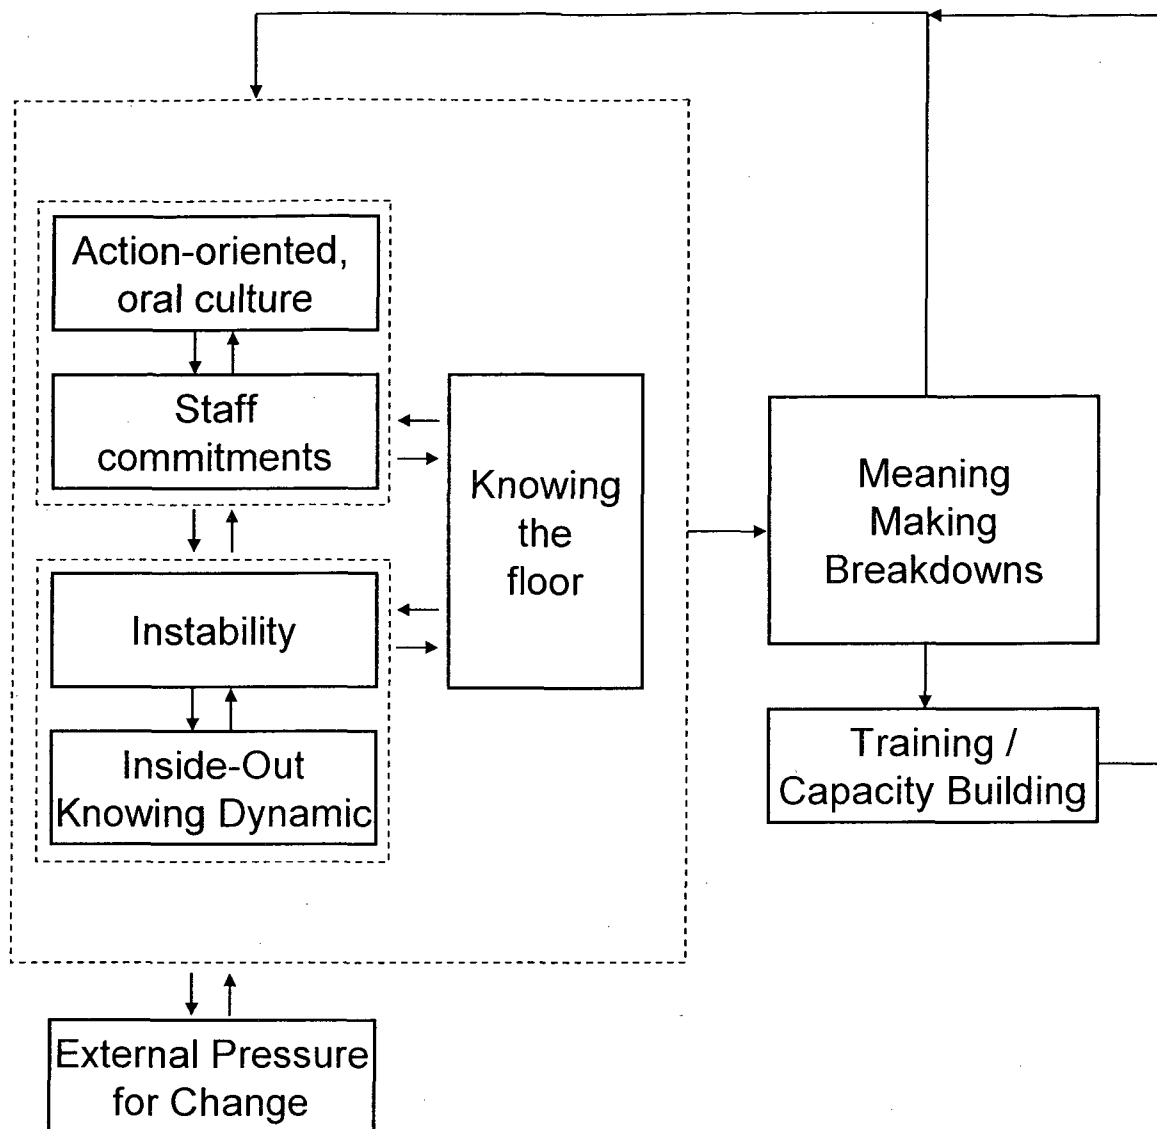 Action-oriented,
oral culture
Staff
commitments
Knowing
the
floor
Instability
Inside-Out
Knowing Dynamic
Meaning
Making
Breakdowns
Training /
Capacity Building
External Pressure
for Change